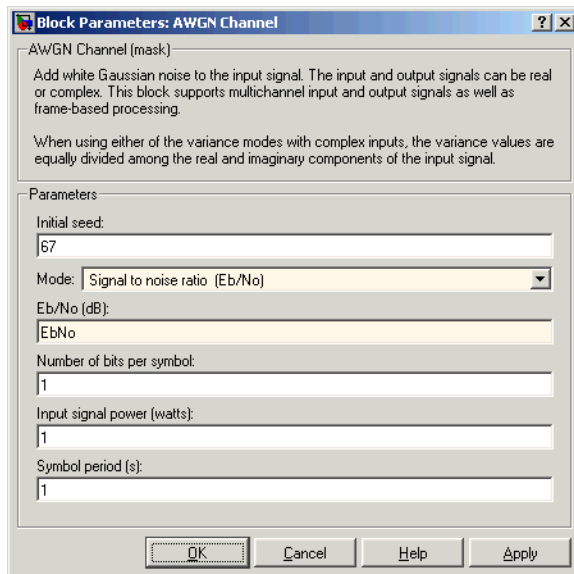 Block Parameters: AWGN Channel
AWGN Channel (mask)
Add white Gaussian noise to the input signal. The input and output signals can be real
or complex. This block supports multichannel input and output signals as well as
frame-based processing.
When using either of the variance modes with complex inputs, the variance values are
equally divided among the real and imaginary components of the input signal.
Parameters
Initial seed:
67
Mode: Signal to noise ratio (Eb/No)
Eb/No (dB):
EbNo
Number of bits per symbol:
1
Input signal power (watts):
1
Symbol period (s):
1
OK Cancel Help Apply